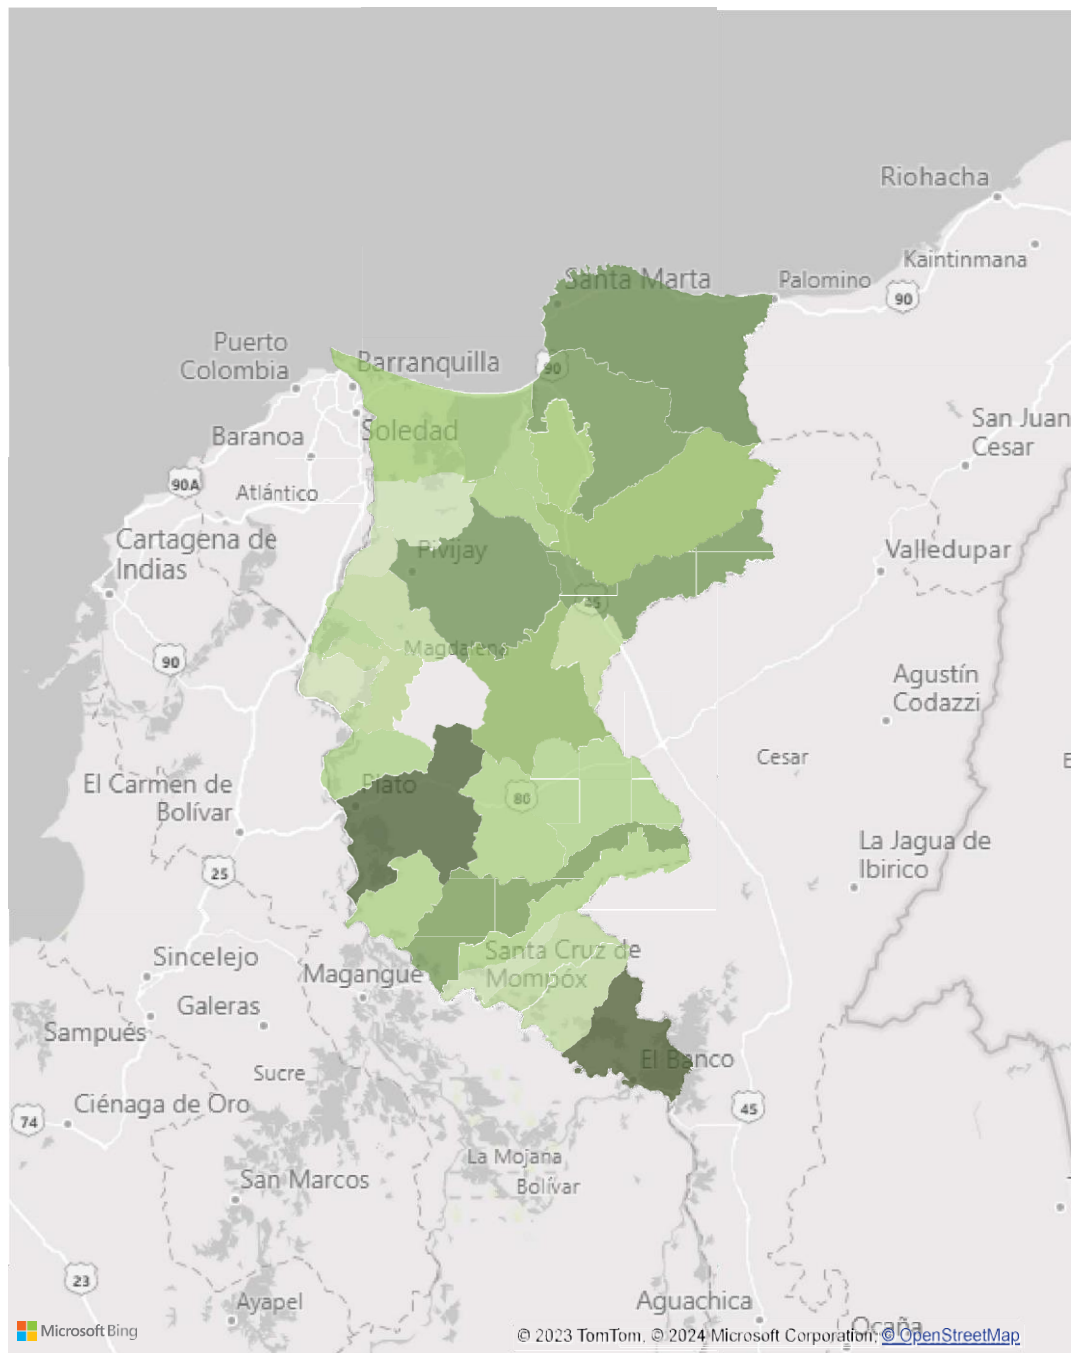 Riohacha
Kaintinmana
Santa Marta
Palomino
90
Puerto
Colombia
Barranquilla
90
San Juan
Cesar
Baranoa
Soledad
90A
Atlántico
Cartagena de
Indias
Pivijay
Valledupar
45
Magdalena
90
Agustín
Codazzi
Cesar
El Carmen de
Bolívar
Plato
80
La Jagua de
Ibirico
25
Sincelejo
Santa Cruz de
Mompóx
Magangué
Galeras
Sampués
El Banco
Sucre
Ciénaga de Oro
74
45
La Mojana
San Marcos
Bolívar
23
Ayapel
Aguachica
Ocaña
Microsoft Bing
© 2023 TomTom, © 2024 Microsoft Corporation, © OpenStreetMap